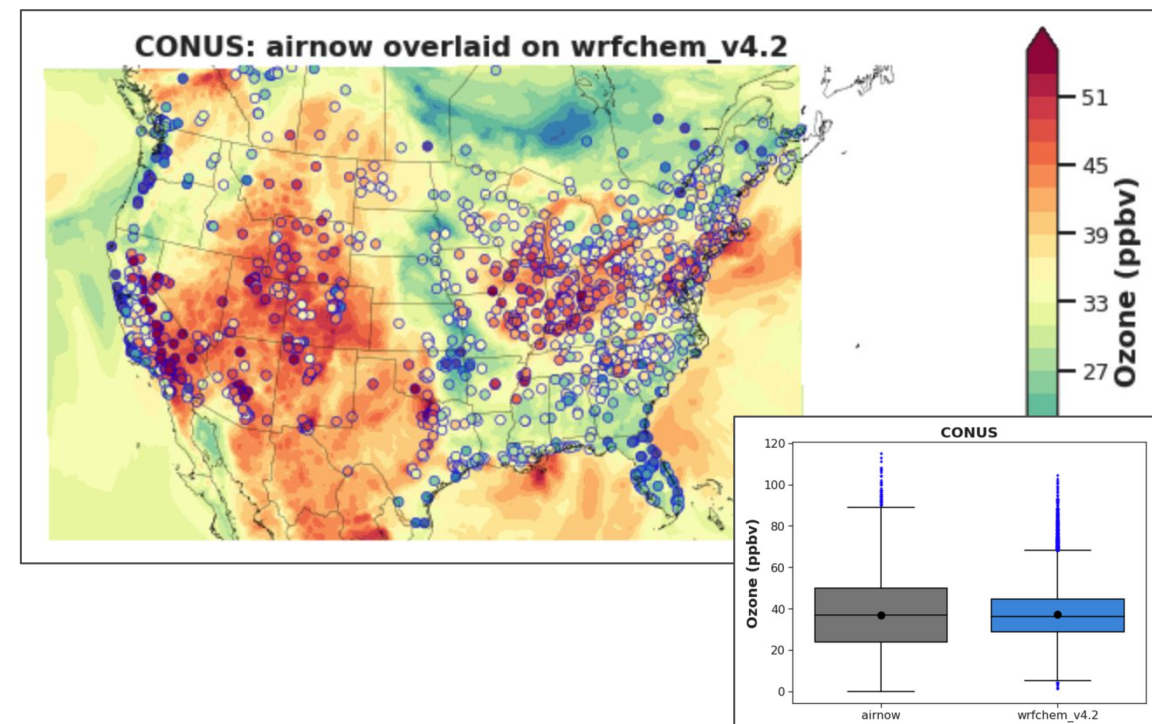 CONUS: airnow overlaid on wrfchem_v4.2
51
45
39
33
27
Ozone (ppbv)
CONUS
120
100
80
60
40
20
0
Ozone (ppbv)
airnow
wrfchem_v4.2